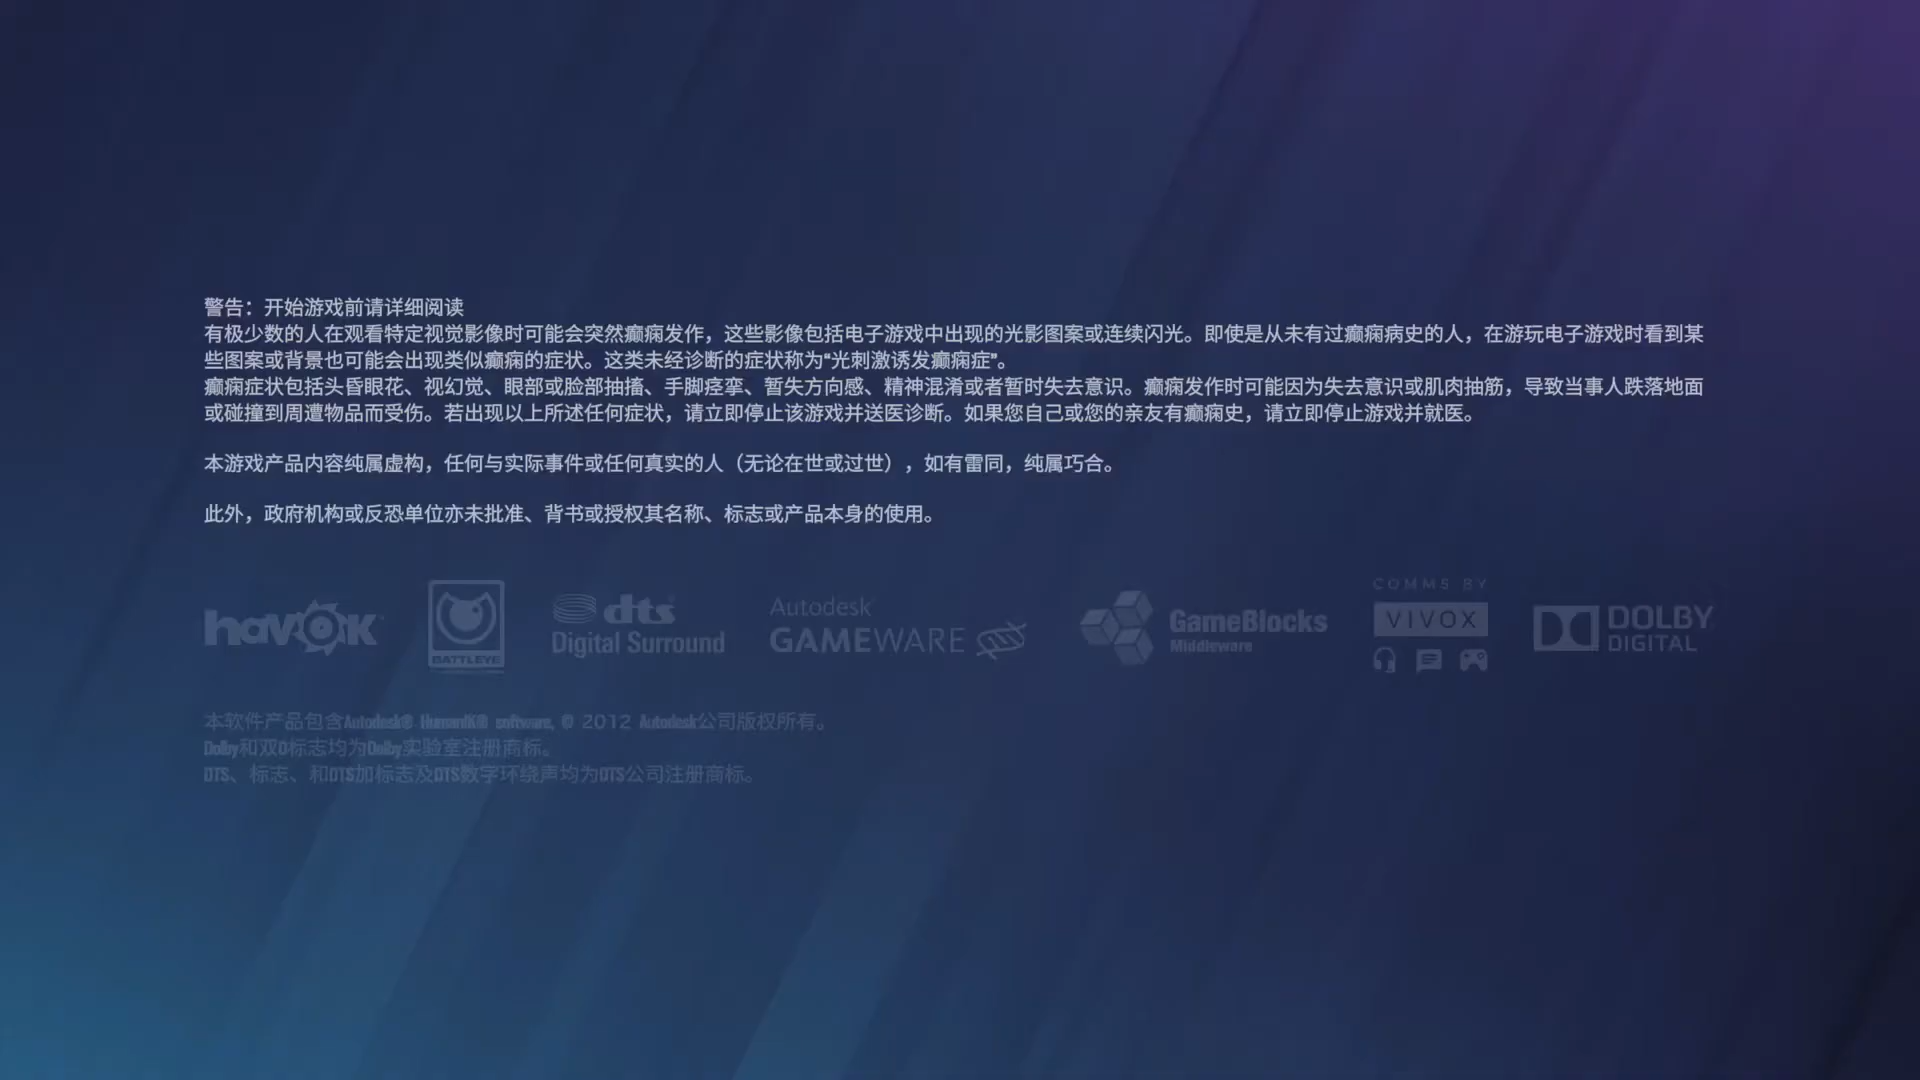 警告：开始游戏前请详细阅读
有极少数的人在观看特定视觉影像时可能会突然癫痫发作，这些影像包括电子游戏中出现的光影图案或连续闪光。即使是从未有过癫痫病史的人，在游玩电子游戏时看到某
些图案或背景也可能会出现类似癫痫的症状。这类未经诊断的症状称为“光刺激诱发癫痫症”。
癫痫症状包括头昏眼花、视幻觉、眼部或脸部抽搐、手脚痉挛、暂失方向感、精神混淆或者暂时失去意识。癫痫发作时可能因为失去意识或肌肉抽筋，导致当事人跌落地面
或碰撞到周遭物品而受伤。若出现以上所述任何症状，请立即停止该游戏并送医诊断。如果您自己或您的亲友有癫痫史，请立即停止游戏并就医。
本游戏产品内容纯属虚构，任何与实际事件或任何真实的人（无论在世或过世），如有雷同，纯属巧合。
此外，政府机构或反恐单位亦未批准、背书或授权其名称、标志或产品本身的使用。
havok
BATTLEYE
dts
Digital Surround
Autodesk
GAMEWARE
GameBlocks
Middleware
COMMS BY
VIVOX
DOLBY
DIGITAL
本软件产品包含Autodesk® HumanIK® software, © 2012 Autodesk公司版权所有。
Dolby和双D标志均为Dolby实验室注册商标。
DTS、标志、和DTS加标志及DTS数字环绕声均为DTS公司注册商标。